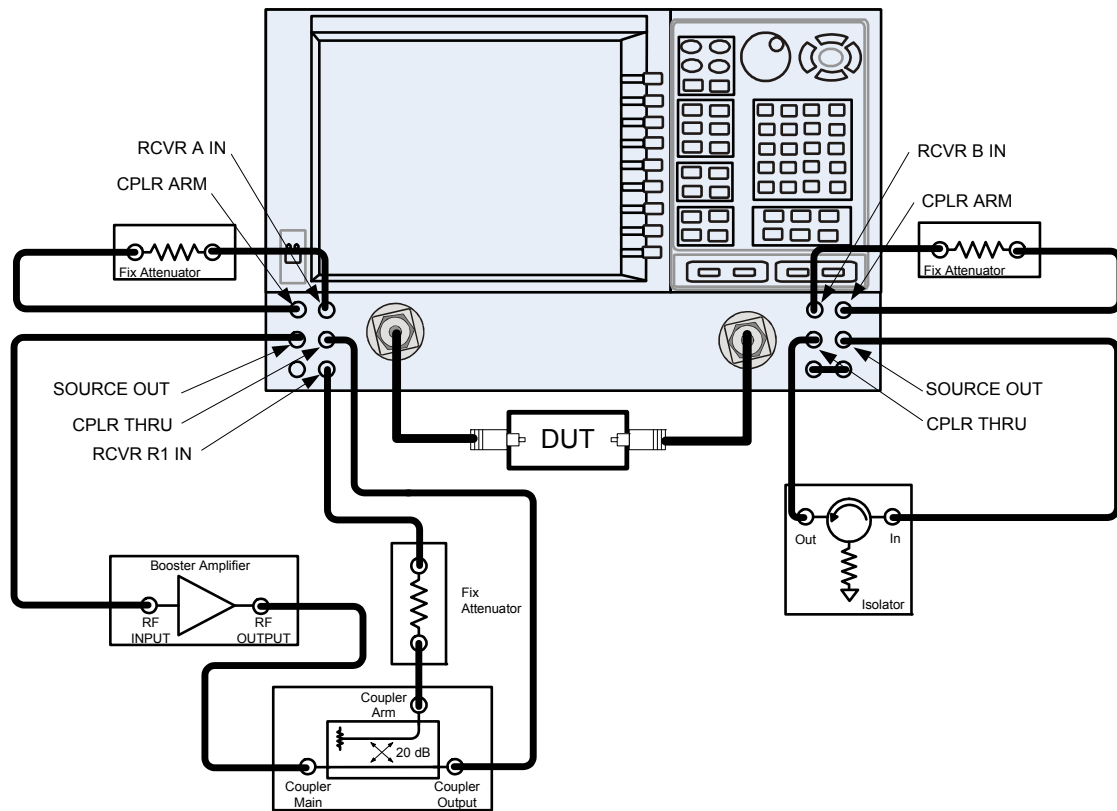 RCVR A IN
CPLR ARM
Fix Attenuator
RCVR B IN
CPLR ARM
Fix Attenuator
SOURCE OUT
CPLR THRU
RCVR R1 IN
DUT
SOURCE OUT
CPLR THRU
Out
In
Isolator
Booster Amplifier
RF
INPUT
RF
OUTPUT
Fix
Attenuator
Coupler
Arm
20 dB
Coupler
Main
Coupler
Output